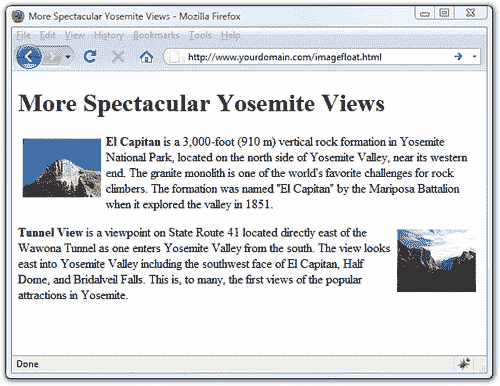 More Spectacular Yosemite Views - Mozilla Firefox
File Edit View History Bookmarks Tools Help
http://www.yourdomain.com/imagefloat.html
More Spectacular Yosemite Views
El Capitan is a 3,000-foot (910 m) vertical rock formation in Yosemite
National Park, located on the north side of Yosemite Valley, near its western
end. The granite monolith is one of the world's favorite challenges for rock
climbers. The formation was named "El Capitan" by the Mariposa Battalion
when it explored the valley in 1851.
Tunnel View is a viewpoint on State Route 41 located directly east of the
Wawona Tunnel as one enters Yosemite Valley from the south. The view looks
east into Yosemite Valley including the southwest face of El Capitan, Half
Dome, and Bridalveil Falls. This is, to many, the first views of the popular
attractions in Yosemite.
Done